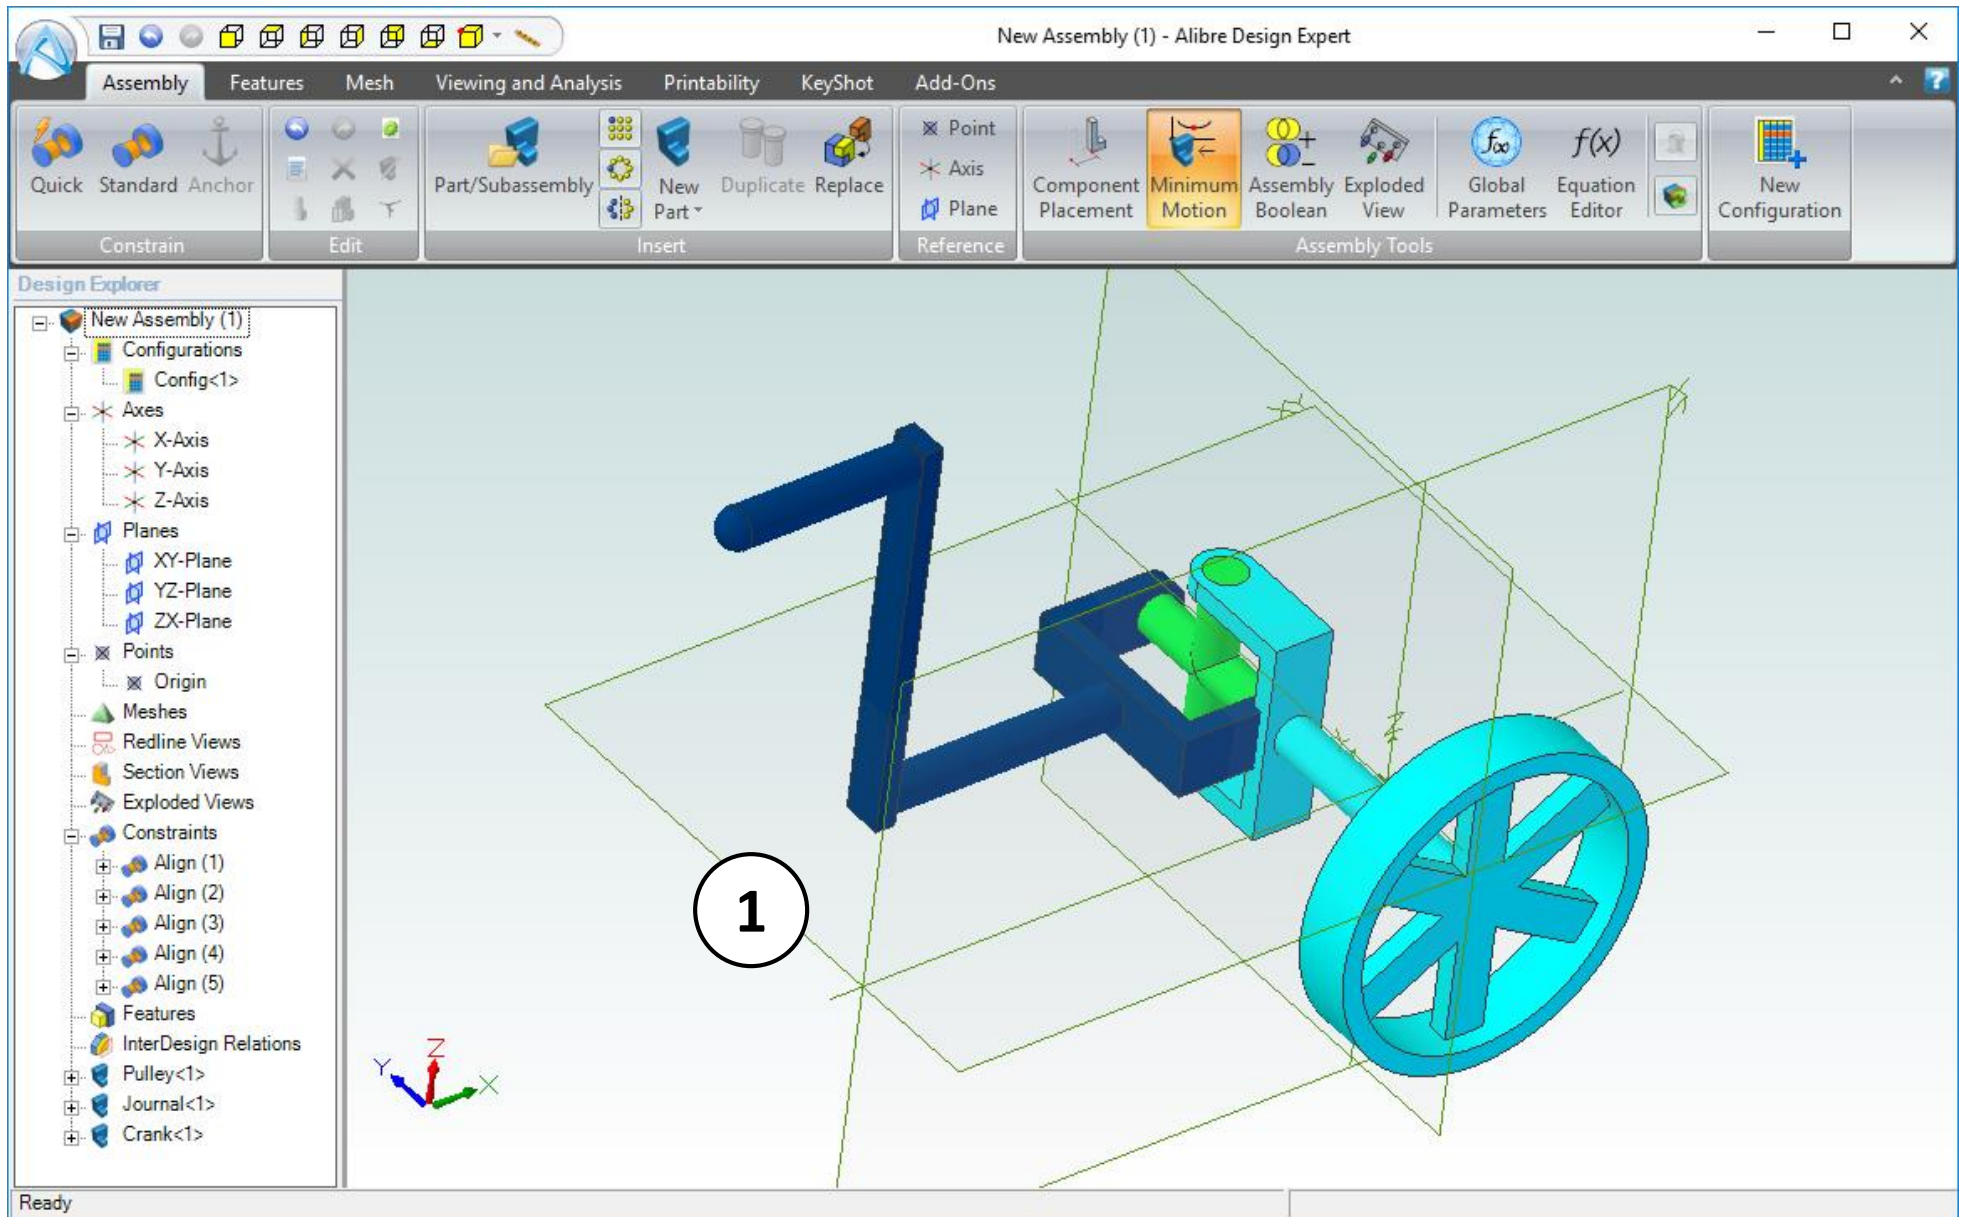 New Assembly (1) - Alibre Design Expert
Assembly Features Mesh Viewing and Analysis Printability KeyShot Add-Ons
Quick Standard Anchor
Constrain
Edit
Part/Subassembly New Part Duplicate Replace
Insert
Point
Axis
Plane
Reference
Component Placement Minimum Motion Assembly Boolean Exploded View Global Parameters f(x) Equation Editor
Assembly Tools
New Configuration
Design Explorer
New Assembly (1)
Configurations
Config<1>
Axes
X-Axis
Y-Axis
Z-Axis
Planes
XY-Plane
YZ-Plane
ZX-Plane
Points
Origin
Meshes
Redline Views
Section Views
Exploded Views
Constraints
Align (1)
Align (2)
Align (3)
Align (4)
Align (5)
Features
InterDesign Relations
Pulley<1>
Journal<1>
Crank<1>
1
Z
Y
X
Ready